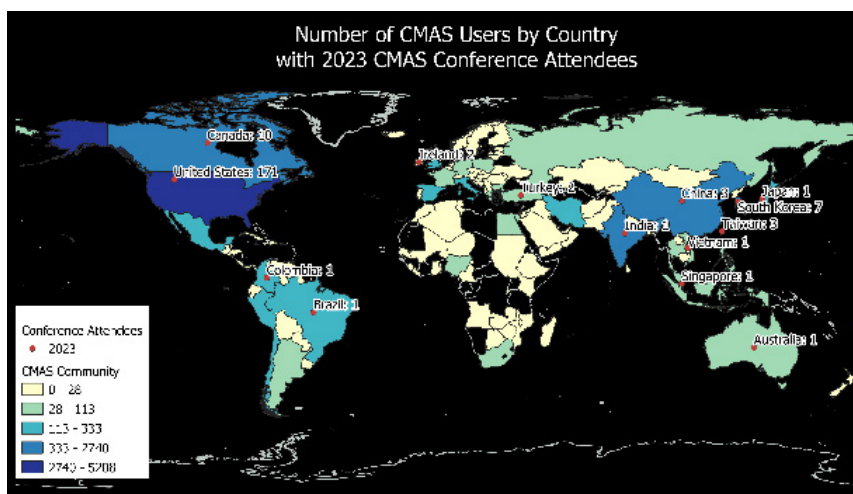 Number of CMAS Users by Country
with 2023 CMAS Conference Attendees
Canada: 10
United States: 171
Ireland: 2
Turkey: 2
China: 3
Japan: 1
South Korea: 7
Taiwan: 3
India:
Vietnam: 1
Colombia: 1
Singapore: 1
Brazil: 1
Australia: 1
Conference Attendees
2023
CMAS Community
0 - 28
28 - 113
113 - 333
333 - 2740
2740 - 5208